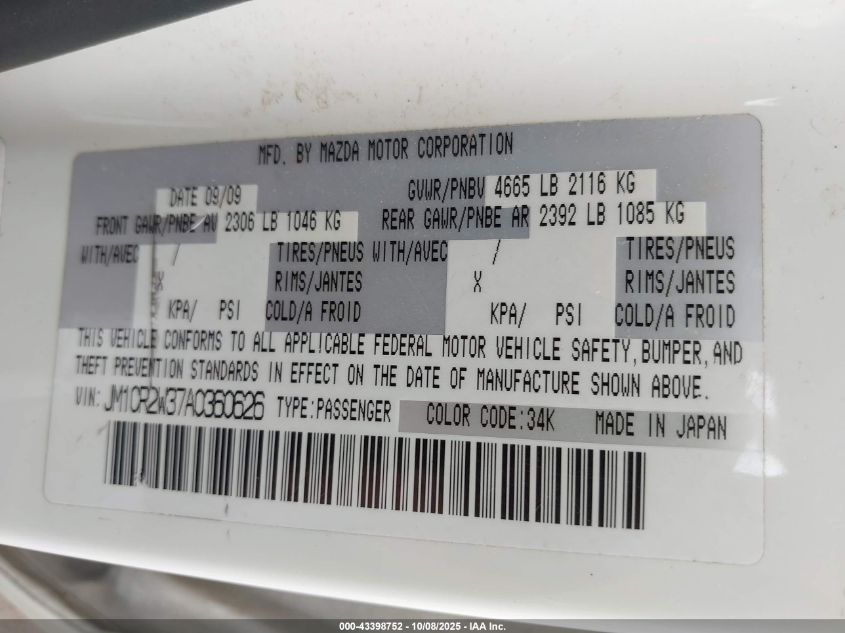 MFD. BY MAZDA MOTOR CORPORATION
DATE 09/09 GVWR/PNBV 4665 LB 2116 KG
FRONT GAWR/PNBE AV 2306 LB 1046 KG REAR GAWR/PNBE AR 2392 LB 1085 KG
WITH/AVEC / TIRES/PNEUS WITH/AVEC / TIRES/PNEUS
X RIMS/JANTES X RIMS/JANTES
KPA/ PSI COLD/A FROID KPA/ PSI COLD/A FROID
THIS VEHICLE CONFORMS TO ALL APPLICABLE FEDERAL MOTOR VEHICLE SAFETY, BUMPER, AND
THEFT PREVENTION STANDARDS IN EFFECT ON THE DATE OF MANUFACTURE SHOWN ABOVE.
VIN: JM1CR2W37A0360626 TYPE:PASSENGER COLOR CODE:34K MADE IN JAPAN
000-43398752 - 10/08/2025 - IAA Inc.